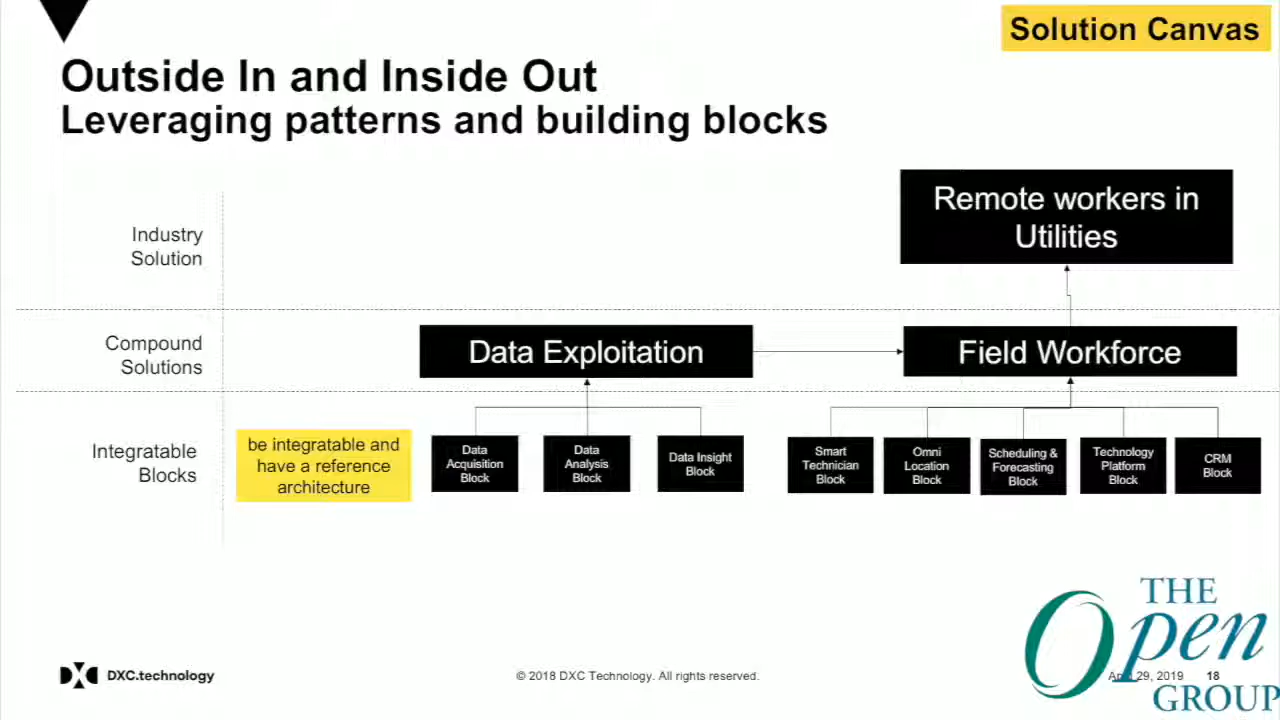 Solution Canvas
Outside In and Inside Out
Leveraging patterns and building blocks
Industry
Solution
Remote workers in
Utilities
Compound
Solutions
Data Exploitation
Field Workforce
Integratable
Blocks
be integratable and
have a reference
architecture
Data
Acquisition
Block
Data
Analysis
Block
Data Insight
Block
Smart
Technician
Block
Omni
Location
Block
Scheduling &
Forecasting
Block
Technology
Platform
Block
CRM
Block
DXC.technology
© 2018 DXC Technology. All rights reserved.
29, 2019
18
THE
Open
GROUP